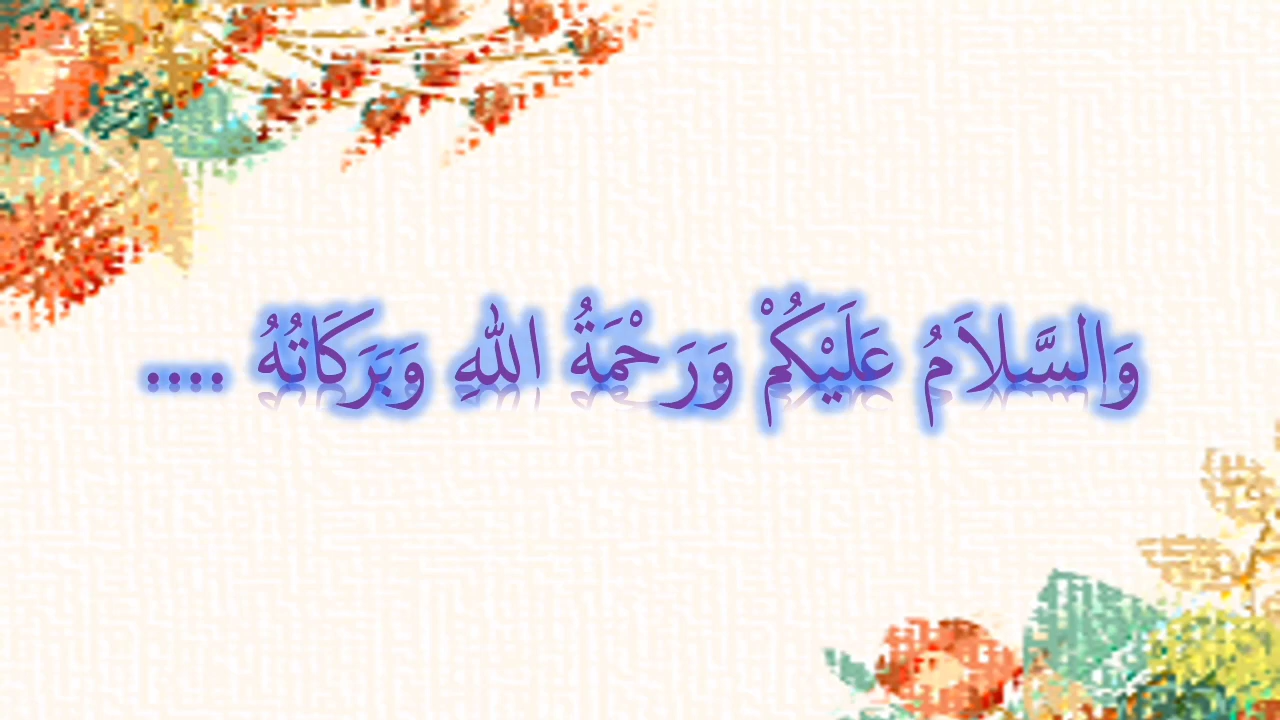 وَالسَّلاَمُ عَلَيْكُمْ وَرَحْمَةُ اللهِ وَبَرَكَاتُهُ ....